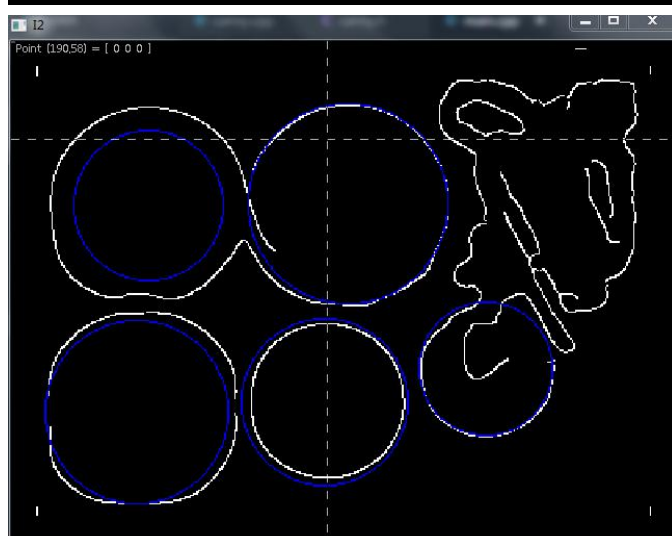 I2
Point (190,58) = [ 0 0 0 ]